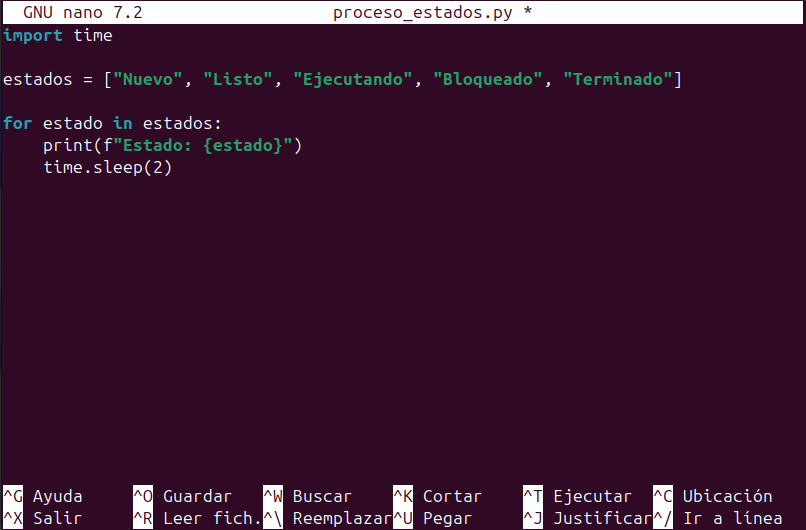 GNU nano 7.2 proceso_estados.py *
import time
estados = ["Nuevo", "Listo", "Ejecutando", "Bloqueado", "Terminado"]
for estado in estados:
    print(f"Estado: {estado}")
    time.sleep(2)
^G Ayuda ^O Guardar ^W Buscar ^K Cortar ^T Ejecutar ^C Ubicación
^X Salir ^R Leer fich.^\ Reemplazar^U Pegar ^J Justificar^/ Ir a línea